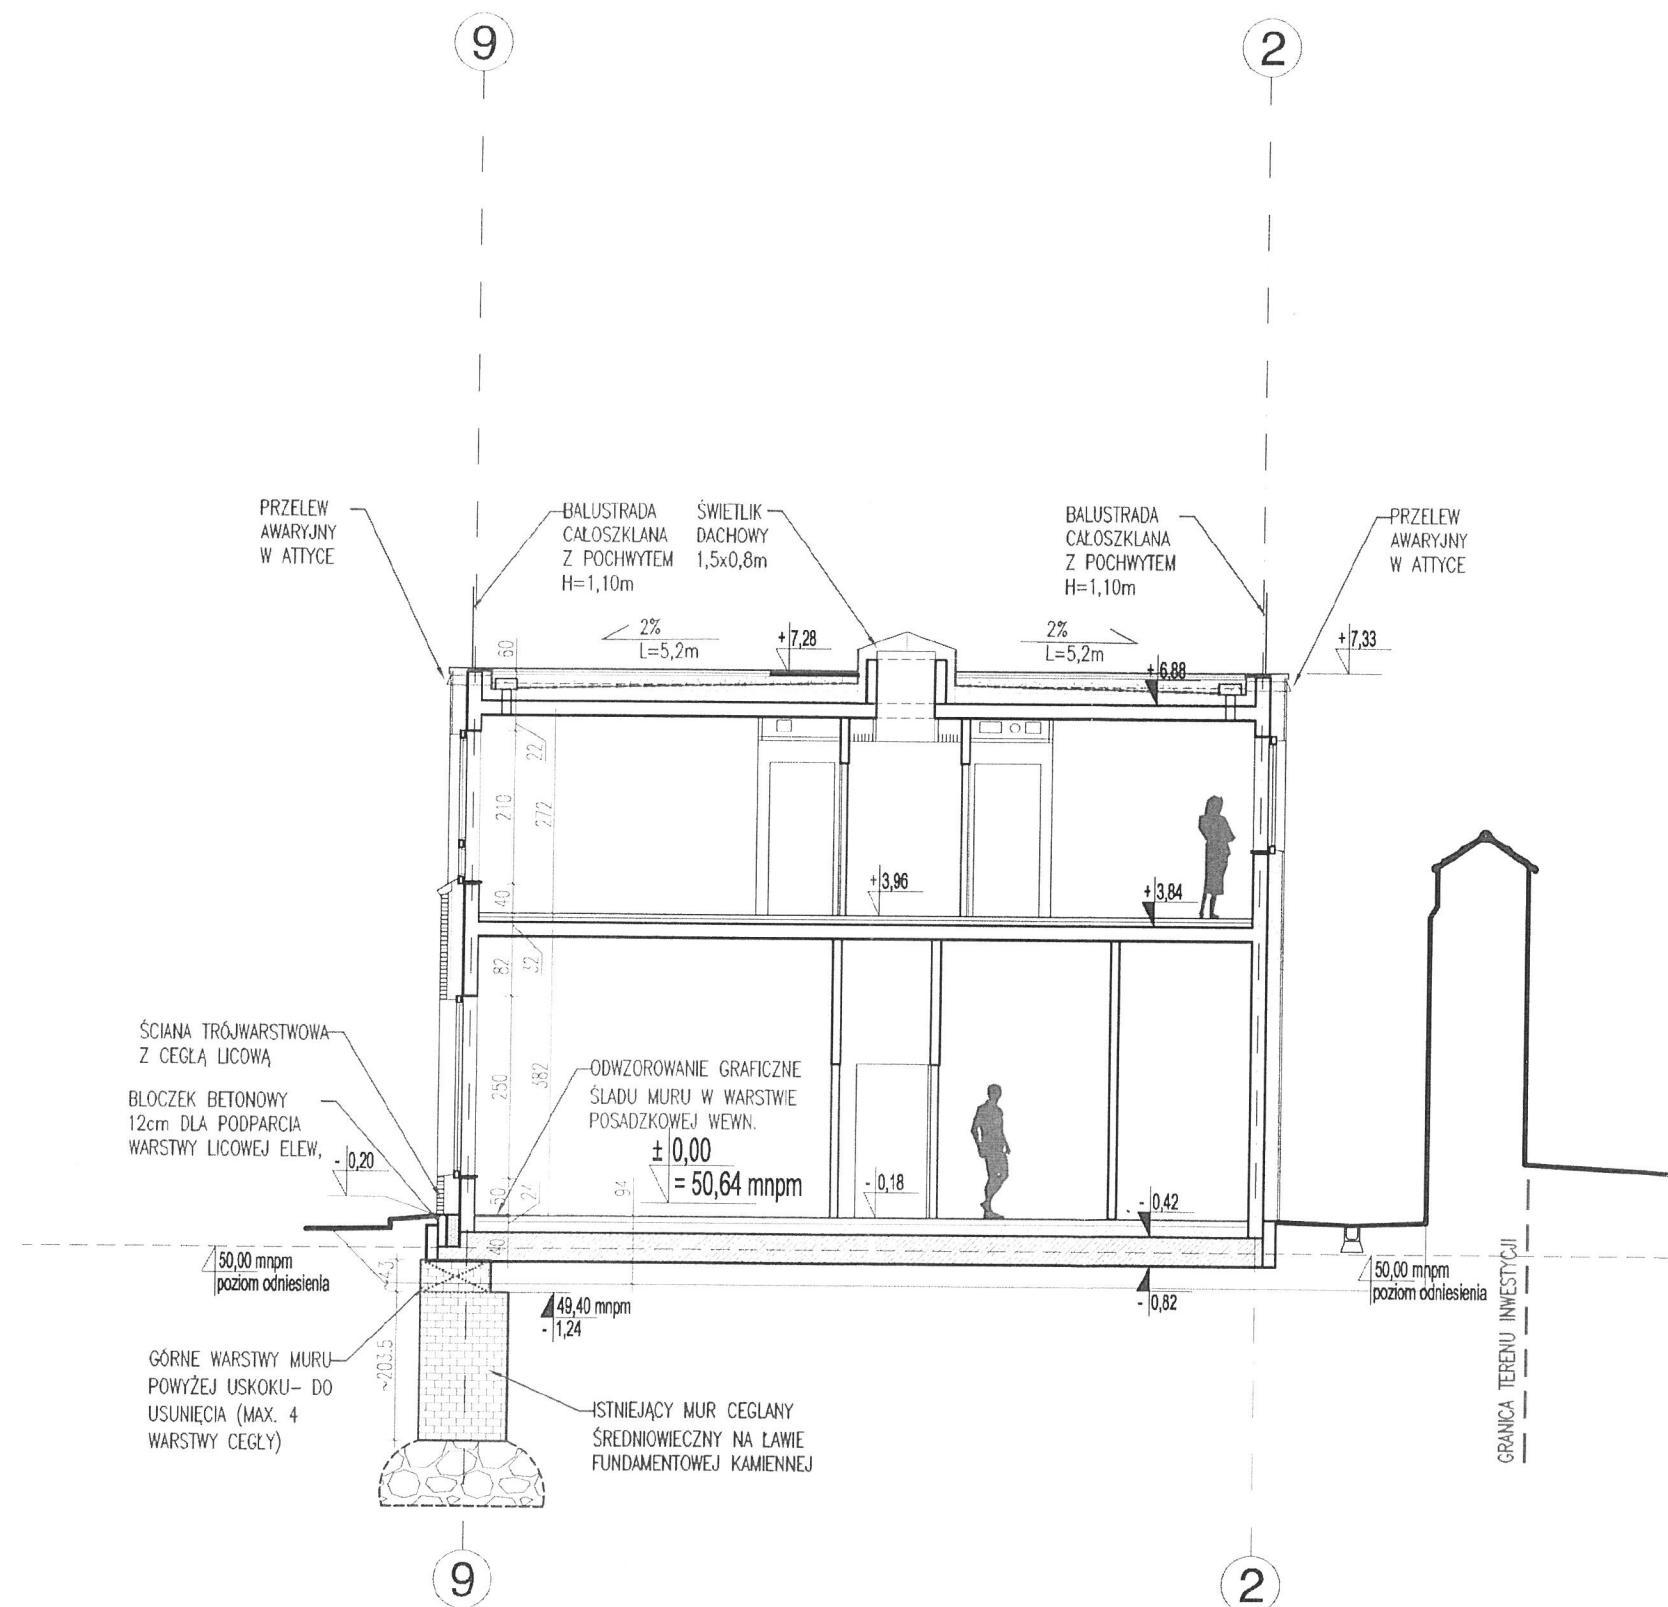 9
2
PRZELEW
AWARYJNY
W ATTYCE
BALUSTRADA
CAŁOSZKLANA
Z POCHWYTEM
H=1,10m
ŚWIETLIK
DACHOWY
1,5x0,8m
BALUSTRADA
CAŁOSZKLANA
Z POCHWYTEM
H=1,10m
PRZELEW
AWARYJNY
W ATTYCE
2%
L=5,2m
+7,28
2%
L=5,2m
+7,33
60
+6,88
22
210
272
+3,96
+3,84
40
82
32
ŚCIANA TRÓJWARSTWOWA
Z CEGŁĄ LICOWĄ
BLOCZEK BETONOWY
12cm DLA PODPARCIA
WARSTWY LICOWEJ ELEW,
-0,20
250
382
ODWZOROWANIE GRAFICZNE
ŚLADU MURU W WARSTWIE
POSADZKOWEJ WEWN.
± 0,00
= 50,64 mnpm
50
24
94
-0,18
-0,42
40
50,00 mnpm
poziom odniesienia
43
49,40 mnpm
-1,24
-0,82
50,00 mnpm
poziom odniesienia
GRANICA TERENU INWESTYCJI
~203.5
GÓRNE WARSTWY MURU
POWYŻEJ USKOKU- DO
USUNIĘCIA (MAX. 4
WARSTWY CEGŁY)
ISTNIEJĄCY MUR CEGLANY
ŚREDNIOWIECZNY NA ŁAWIE
FUNDAMENTOWEJ KAMIENNEJ
9
2